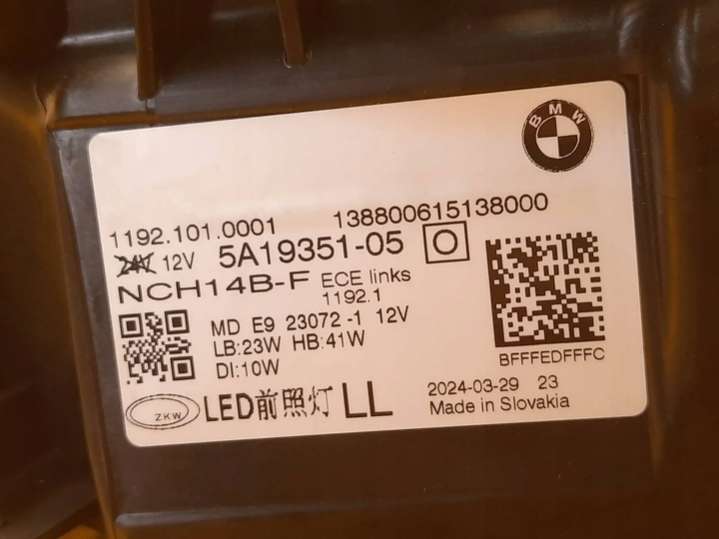 BMW
1192.101.0001 138800615138000
24V 12V 5A19351-05 O
NCH14B-F ECE links
1192.1
MD E9 23072-1 12V
LB:23W HB:41W
DI:10W
BFFFEDFFFC
ZKW LED前照灯 LL
2024-03-29 23
Made in Slovakia